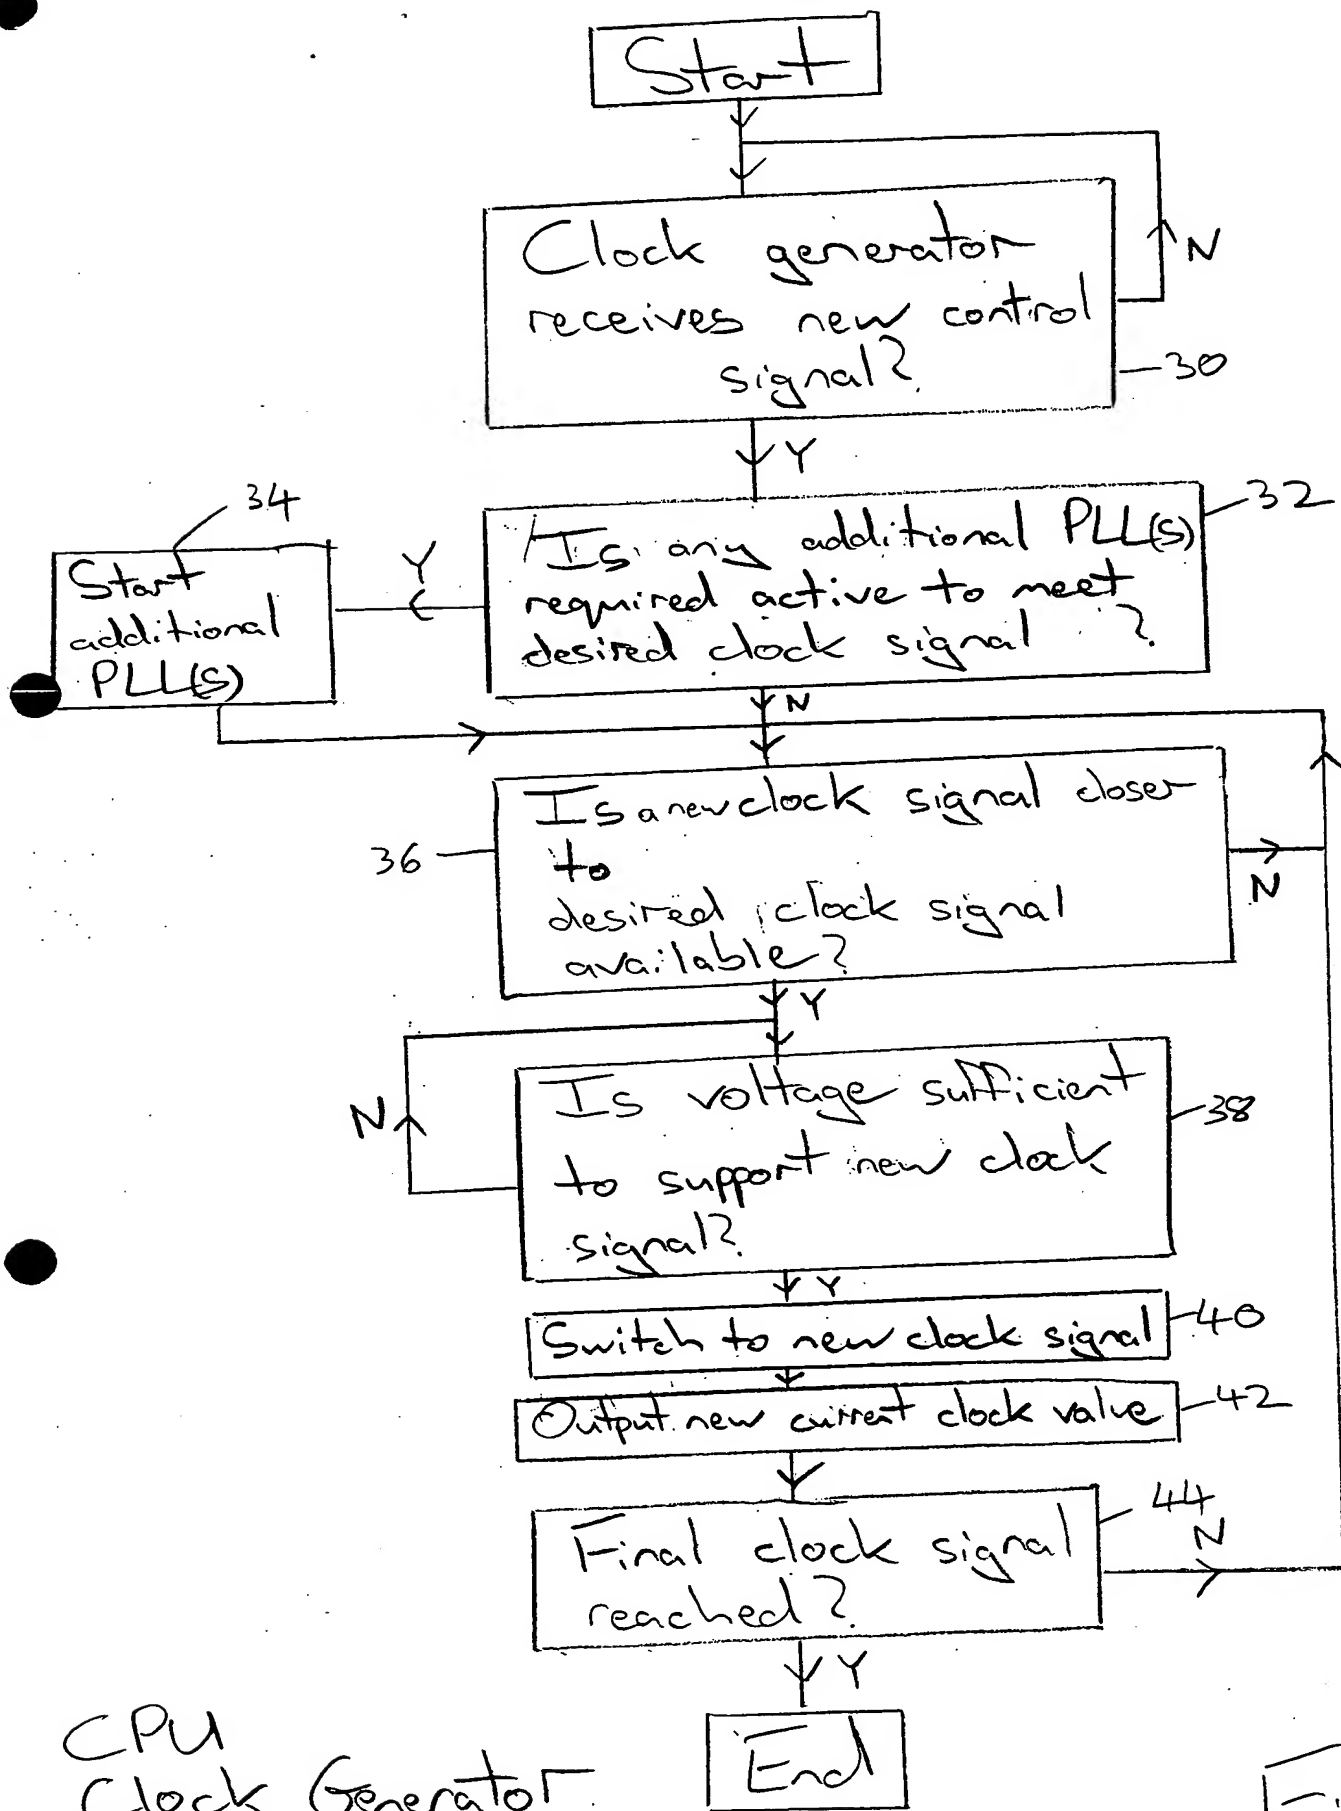 Start
Clock generator
receives new control
signal?
N
30
Y
34
32
Start
additional
PLL(s)
Y
Is any additional PLL(s)
required active to meet
desired clock signal ?
N
36
Is a new clock signal closer
to
desired clock signal
available?
N
Y
N
Is voltage sufficient
to support new clock
signal?
38
Y
Switch to new clock signal
40
Output new current clock value
42
Final clock signal
reached?
44
N
Y
CPU
Clock Generator
End